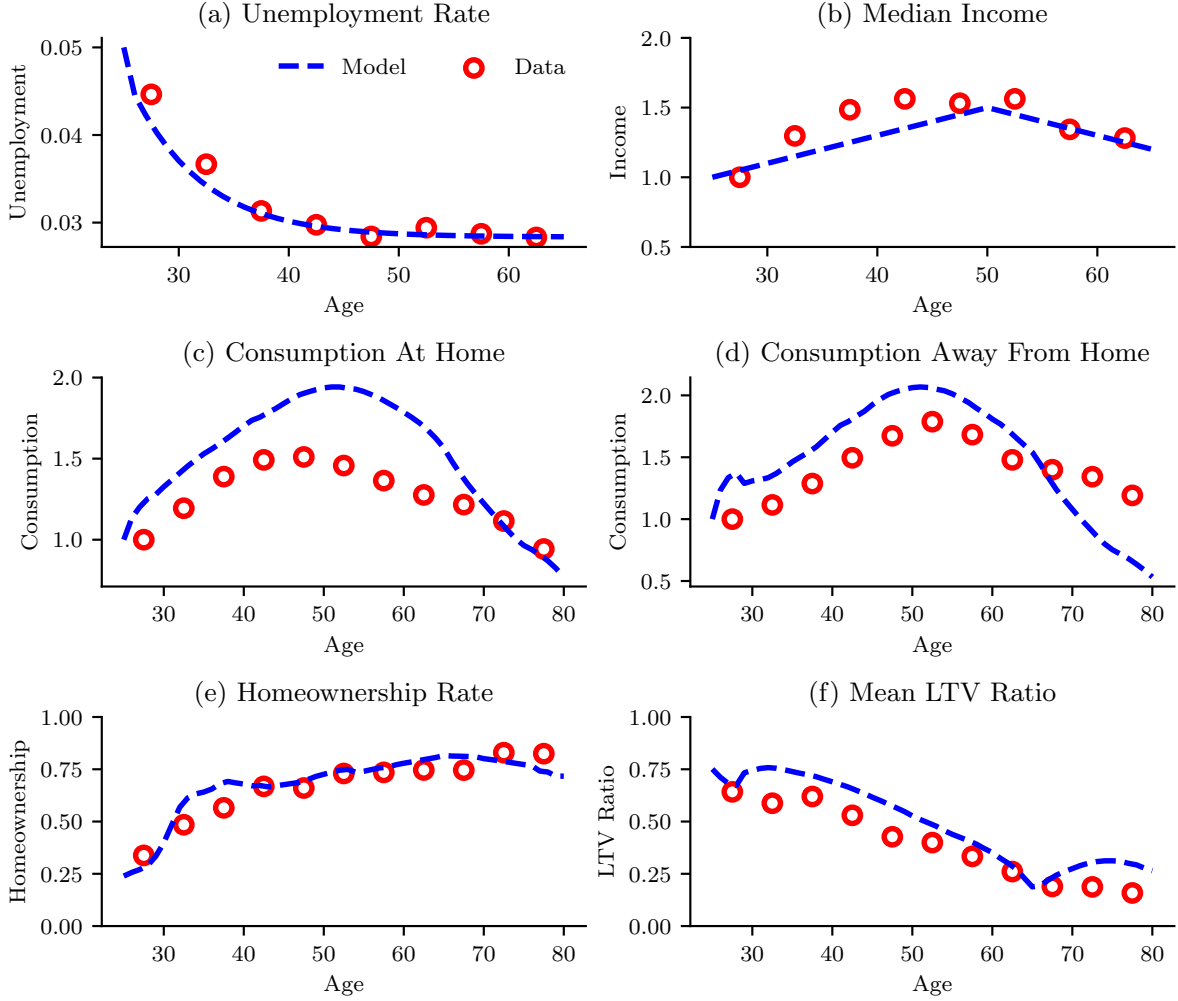 (a) Unemployment Rate
0.05
0.04
0.03
Unemployment
Model
Data
30
40
50
60
Age
(b) Median Income
2.0
1.5
1.0
0.5
Income
30
40
50
60
Age
(c) Consumption At Home
2.0
1.5
1.0
Consumption
30
40
50
60
70
80
Age
(d) Consumption Away From Home
2.0
1.5
1.0
0.5
Consumption
30
40
50
60
70
80
Age
(e) Homeownership Rate
1.00
0.75
0.50
0.25
0.00
Homeownership
30
40
50
60
70
80
Age
(f) Mean LTV Ratio
1.00
0.75
0.50
0.25
0.00
LTV Ratio
30
40
50
60
70
80
Age